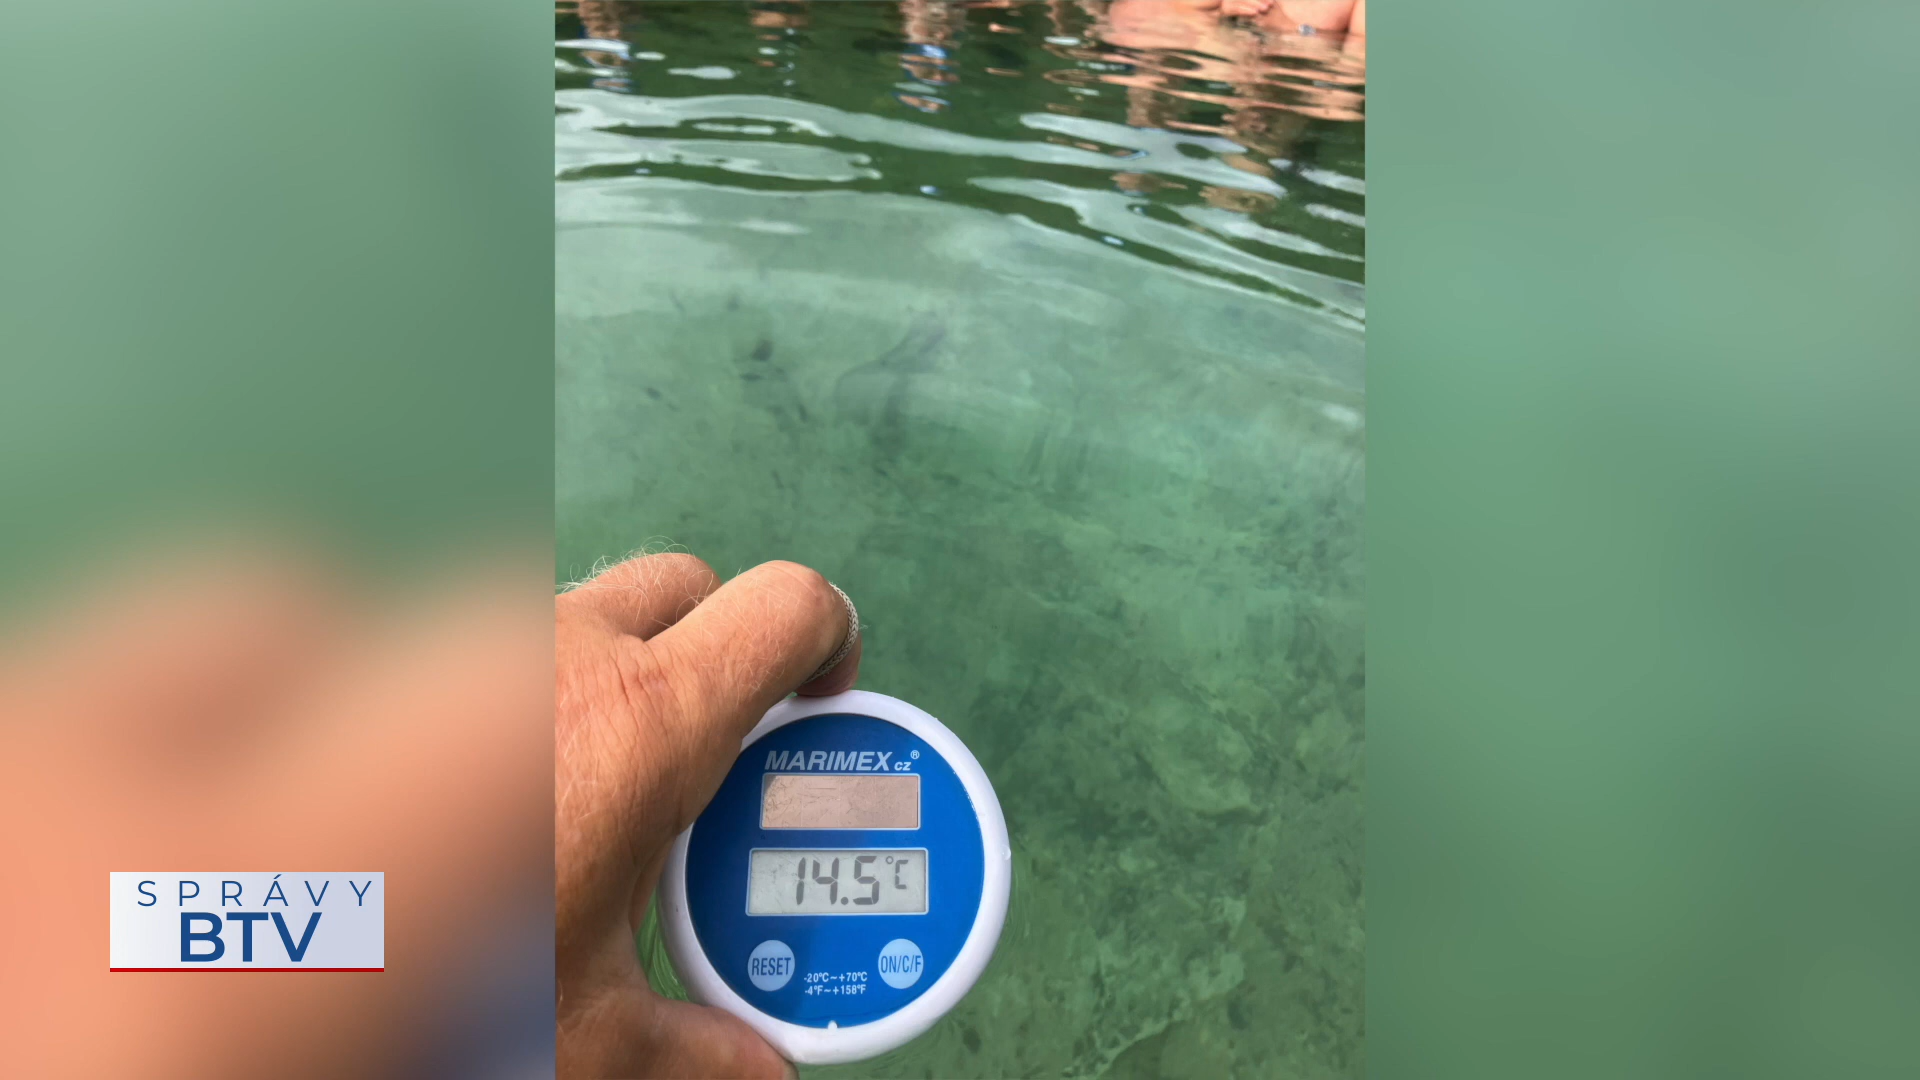 MARIMEX cz®
14.5°C
RESET
ON/C/F
-20°C~+70°C
-4°F~+158°F
SPRÁVY
BTV